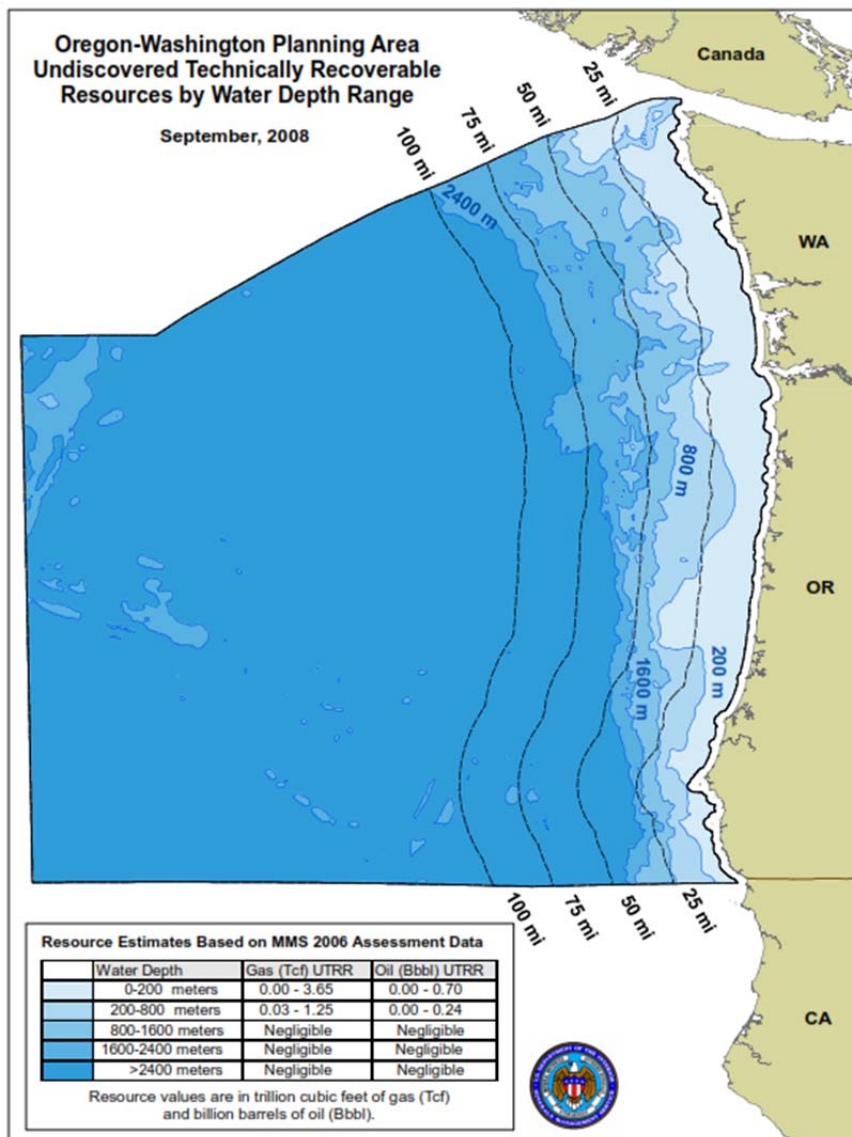 Oregon-Washington Planning Area
Undiscovered Technically Recoverable
Resources by Water Depth Range
September, 2008
Canada
25 mi
50 mi
75 mi
100 mi
2400 m
WA
800 m
OR
200 m
1600 m
100 mi
75 mi
50 mi
25 mi
CA
Resource Estimates Based on MMS 2006 Assessment Data
Water Depth Gas (Tcf) UTRR Oil (Bbbl) UTRR
0-200 meters 0.00 - 3.65 0.00 - 0.70
200-800 meters 0.03 - 1.25 0.00 - 0.24
800-1600 meters Negligible Negligible
1600-2400 meters Negligible Negligible
>2400 meters Negligible Negligible
Resource values are in trillion cubic feet of gas (Tcf)
and billion barrels of oil (Bbbl).